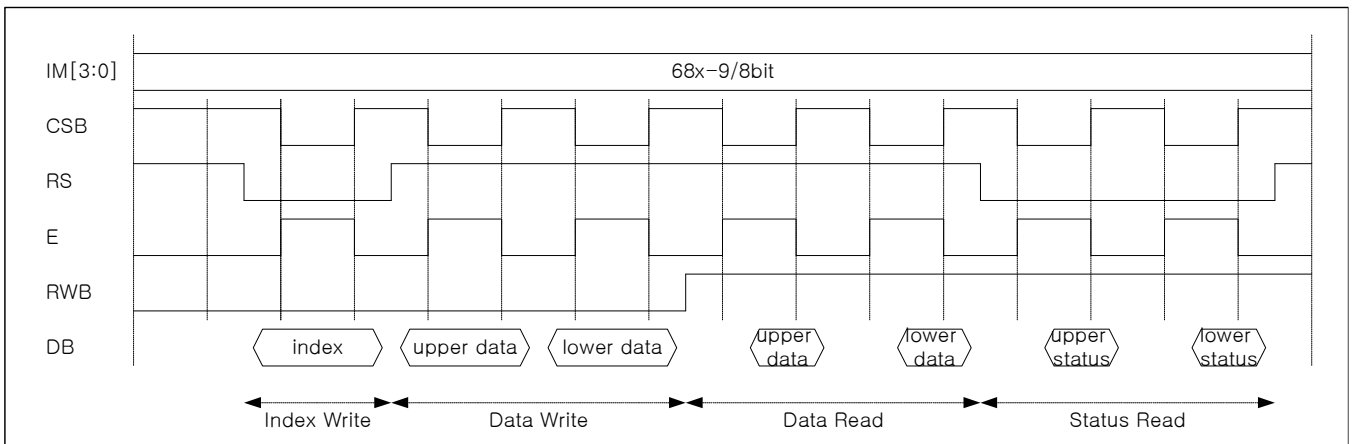 IM[3:0]
68x-9/8bit
CSB
RS
E
RWB
DB
index
upper data
lower data
upper
data
lower
data
upper
status
lower
status
Index Write
Data Write
Data Read
Status Read